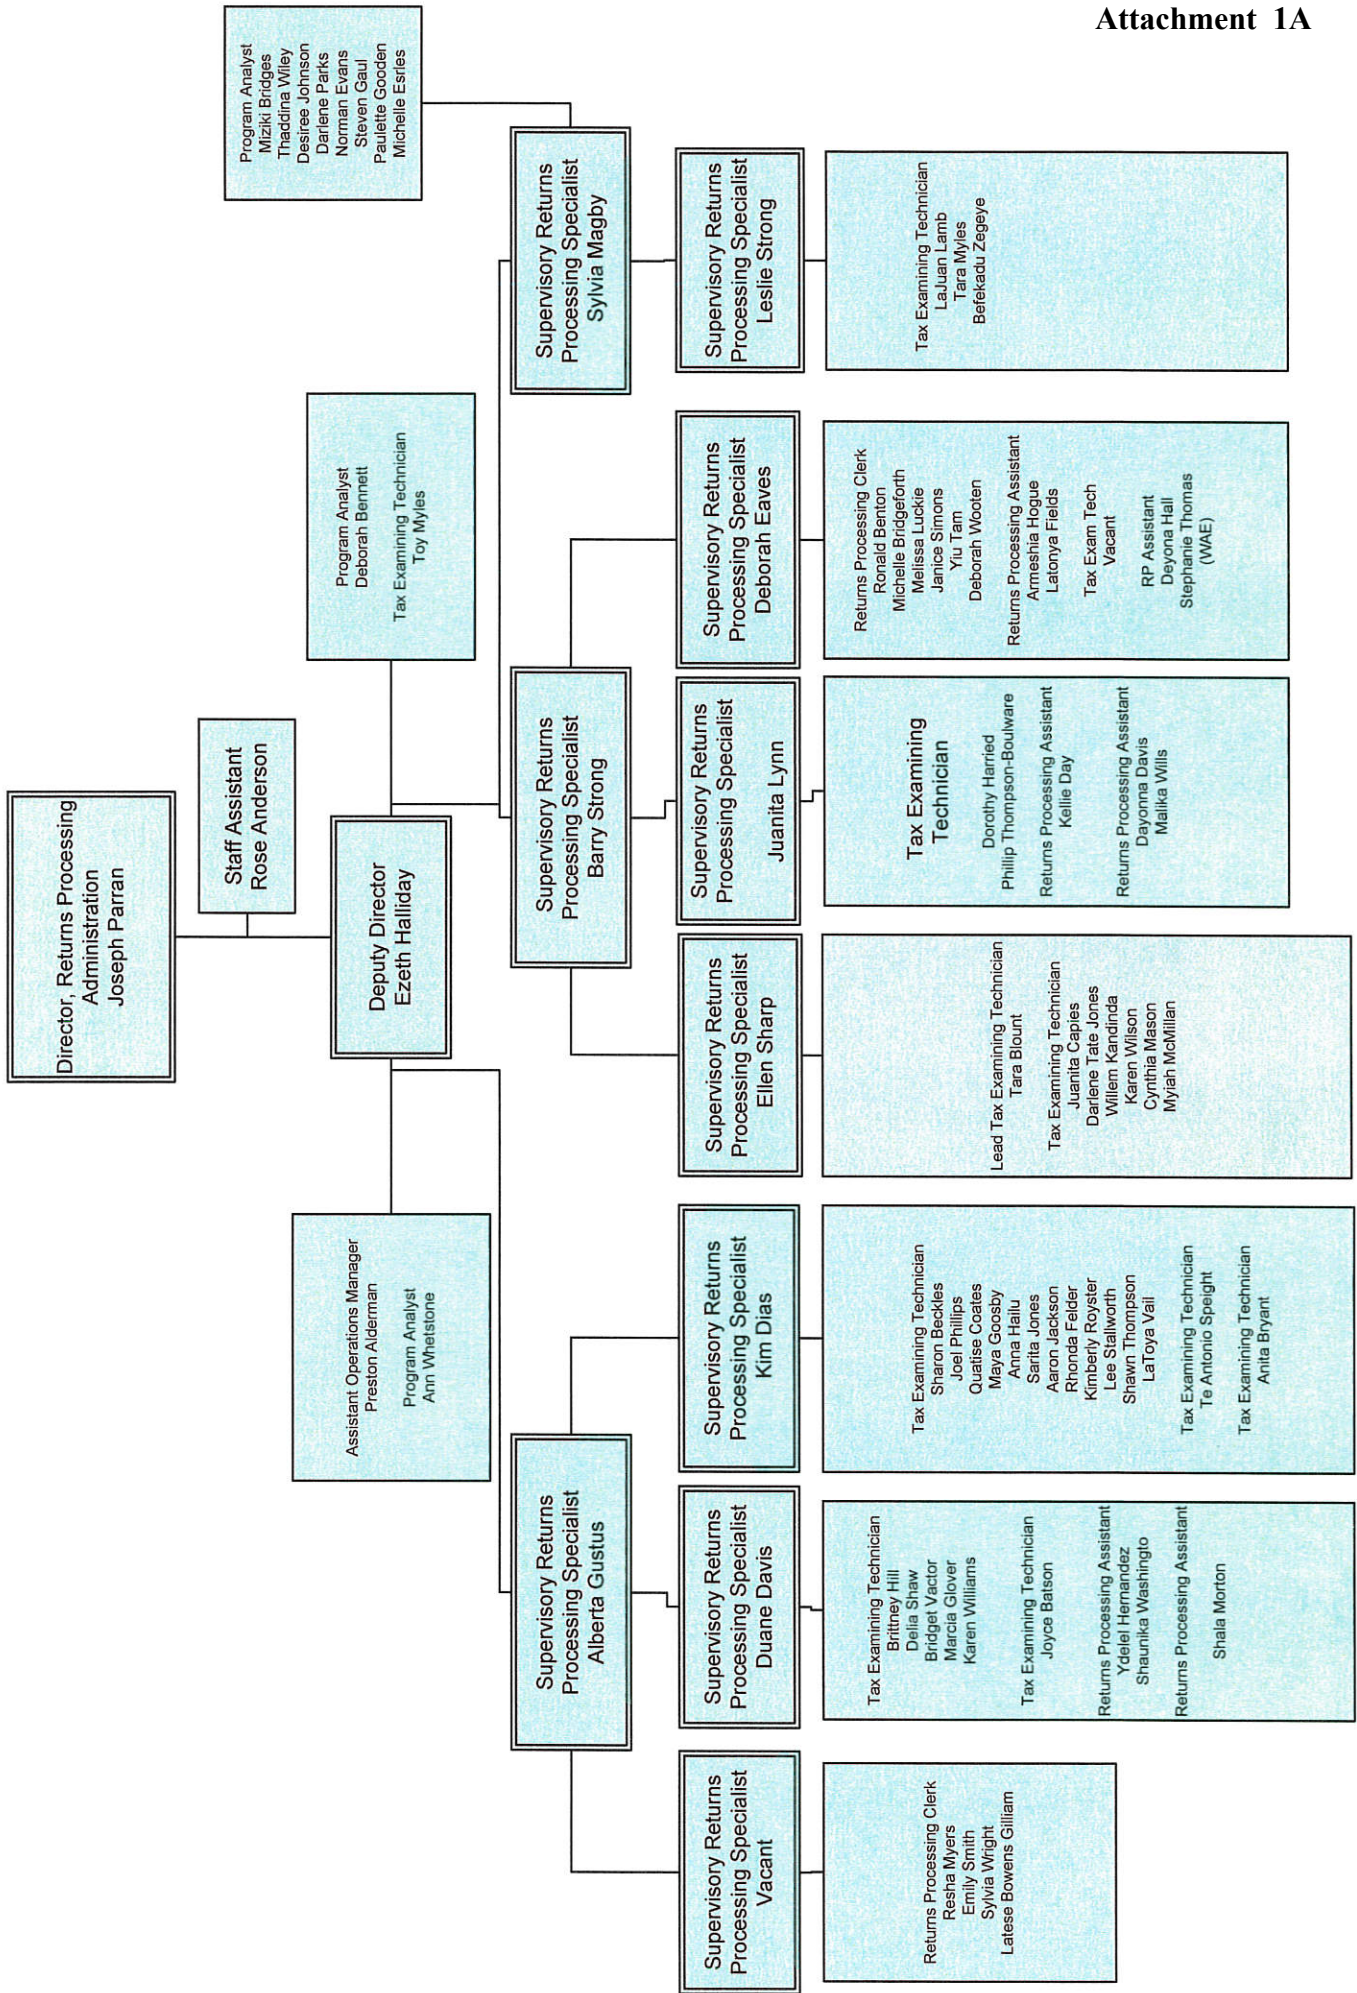 Attachment 1A
Director, Returns Processing
Administration
Joseph Parran
Staff Assistant
Rose Anderson
Deputy Director
Ezeth Halliday
Assistant Operations Manager
Preston Alderman
Program Analyst
Ann Whetstone
Program Analyst
Deborah Bennett
Tax Examining Technician
Toy Myles
Program Analyst
Miziki Bridges
Thaddina Wiley
Desiree Johnson
Darlene Parks
Norman Evans
Steven Gaul
Paulette Gooden
Michelle Esrles
Supervisory Returns
Processing Specialist
Alberta Gustus
Supervisory Returns
Processing Specialist
Barry Strong
Supervisory Returns
Processing Specialist
Sylvia Magby
Supervisory Returns
Processing Specialist
Vacant
Supervisory Returns
Processing Specialist
Duane Davis
Supervisory Returns
Processing Specialist
Kim Dias
Supervisory Returns
Processing Specialist
Ellen Sharp
Supervisory Returns
Processing Specialist
Juanita Lynn
Supervisory Returns
Processing Specialist
Deborah Eaves
Supervisory Returns
Processing Specialist
Leslie Strong
Returns Processing Clerk
Resha Myers
Emily Smith
Sylvia Wright
Latese Bowens Gilliam
Tax Examining Technician
Brittney Hill
Delia Shaw
Bridget Vactor
Marcia Glover
Karen Williams
Tax Examining Technician
Joyce Batson
Returns Processing Assistant
Ydelel Hernandez
Shaunika Washingto
Returns Processing Assistant
Shala Morton
Tax Examining Technician
Sharon Beckles
Joel Phillips
Quatise Coates
Maya Goosby
Anna Hailu
Sarita Jones
Aaron Jackson
Rhonda Felder
Kimberly Royster
Lee Stallworth
Shawn Thompson
LaToya Vail
Tax Examining Technician
Te Antonio Speight
Tax Examining Technician
Anita Bryant
Lead Tax Examining Technician
Tara Blount
Tax Examining Technician
Juanita Capies
Darlene Tate Jones
Willem Kandinda
Karen Wilson
Cynthia Mason
Myiah McMillan
Tax Examining
Technician
Dorothy Harried
Phillip Thompson-Boulware
Returns Processing Assistant
Kellie Day
Returns Processing Assistant
Dayonna Davis
Malika Wills
Returns Processing Clerk
Ronald Benton
Michelle Bridgeforth
Melissa Luckie
Janice Simons
Yiu Tam
Deborah Wooten
Returns Processing Assistant
Armeshia Hogue
Latonya Fields
Tax Exam Tech
Vacant
RP Assistant
Deyona Hall
Stephanie Thomas
(WAE)
Tax Examining Technician
LaJuan Lamb
Tara Myles
Befekadu Zegeye